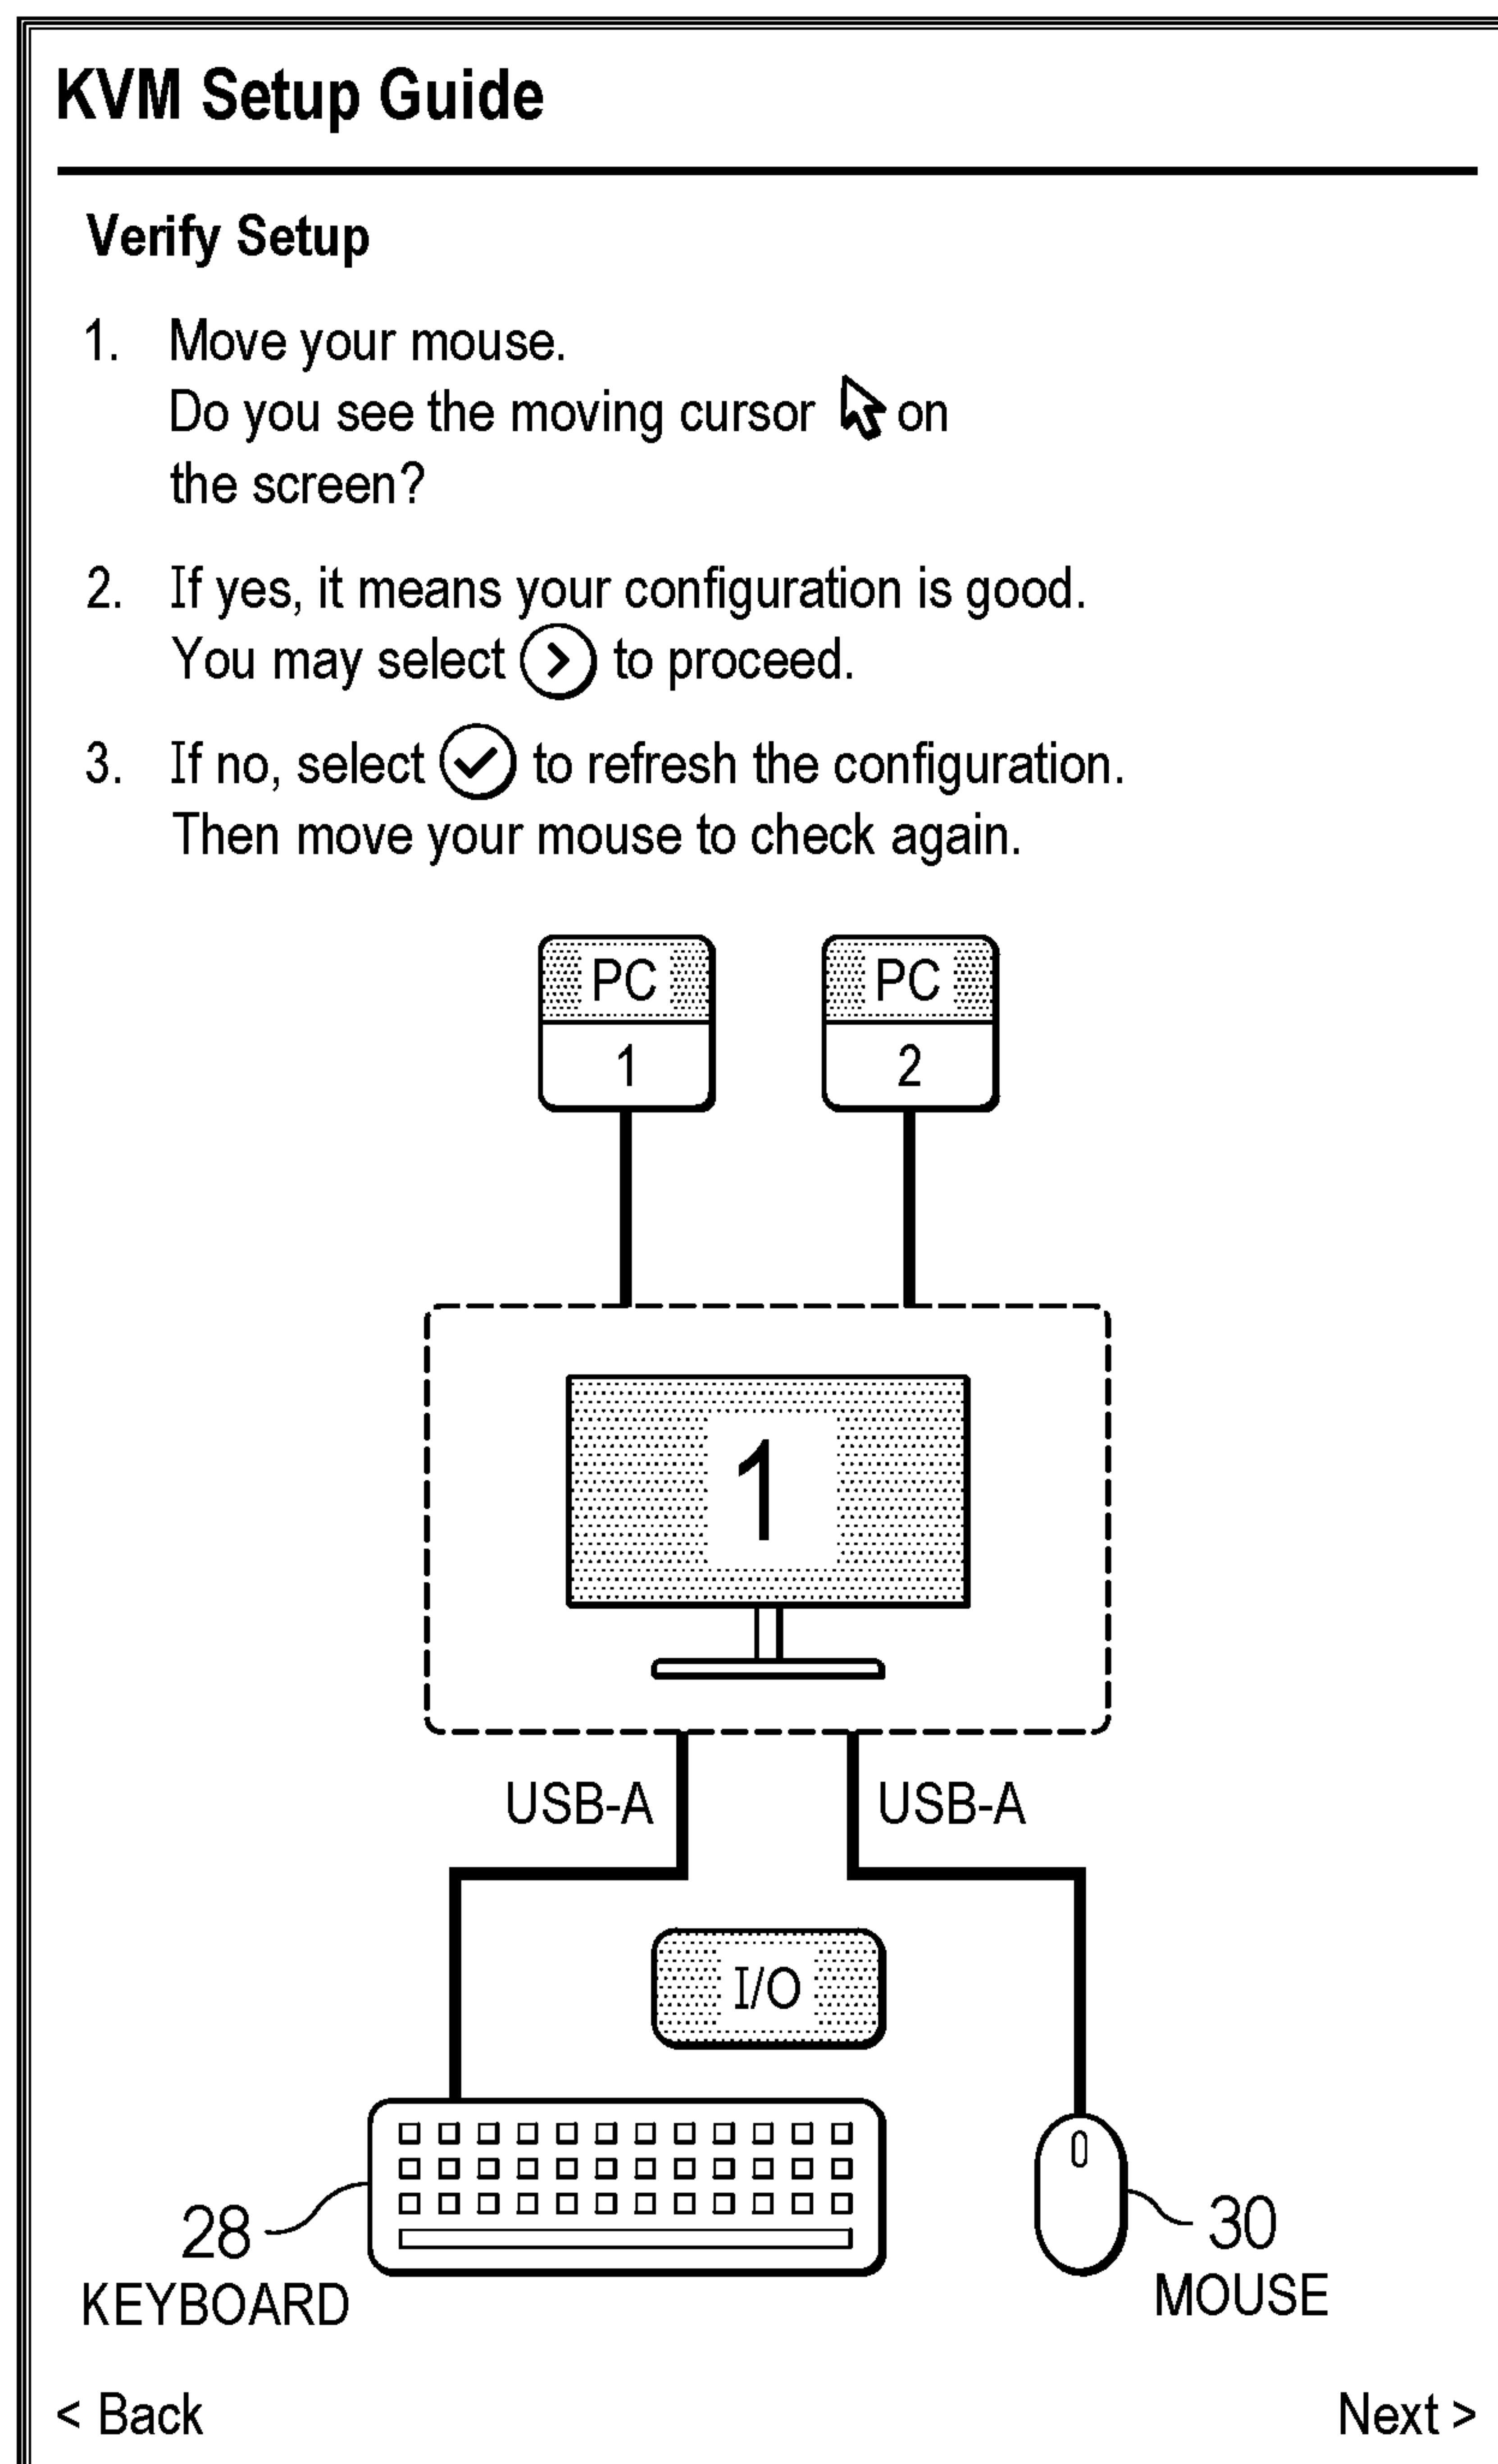 KVM Setup Guide
Verify Setup
1. Move your mouse.
Do you see the moving cursor on
the screen?
2. If yes, it means your configuration is good.
You may select > to proceed.
3. If no, select ✓ to refresh the configuration.
Then move your mouse to check again.
PC PC
1 2
1
USB-A USB-A
I/O
28 30
KEYBOARD MOUSE
< Back Next >